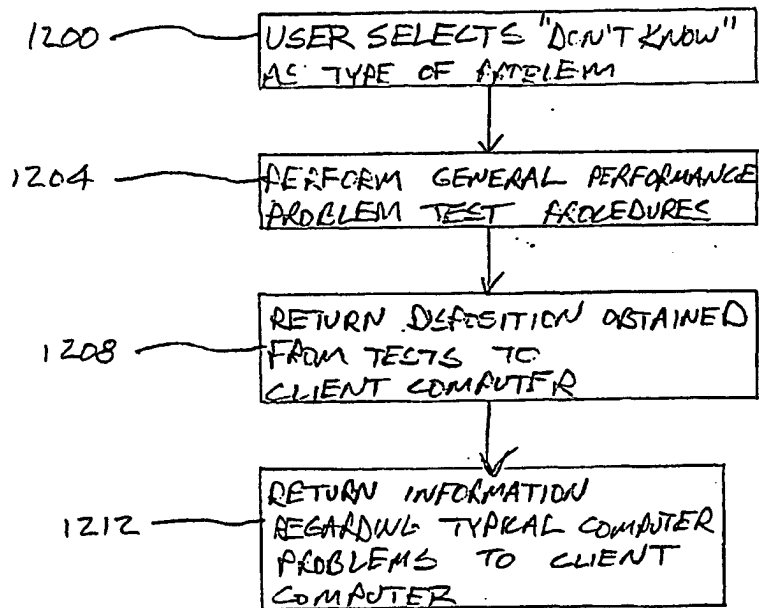 1200
USER SELECTS "DON'T KNOW"
AS TYPE OF PROBLEM
1204
PERFORM GENERAL PERFORMANCE
PROBLEM TEST PROCEDURES
1208
RETURN DISPOSITION OBTAINED
FROM TESTS TO
CLIENT COMPUTER
1212
RETURN INFORMATION
REGARDING TYPICAL COMPUTER
PROBLEMS TO CLIENT
COMPUTER